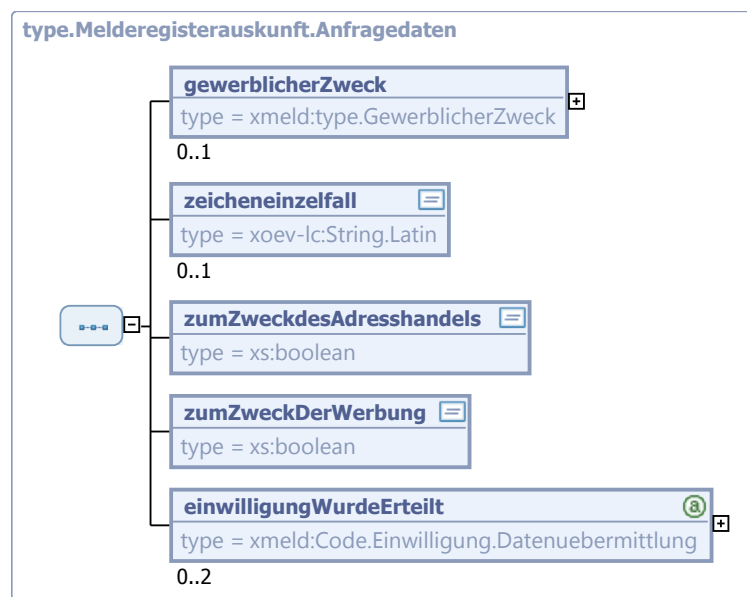 type.Melderegisterauskunft.Anfragedaten
gewerblicherZweck
type = xmeld:type.GewerblicherZweck
0..1
zeicheneinzelfall
type = xoev-lc:String.Latin
0..1
zumZweckdesAdresshandels
type = xs:boolean
zumZweckDerWerbung
type = xs:boolean
einwilligungWurdeErteilt
type = xmeld:Code.Einwilligung.Datenuebermittlung
0..2